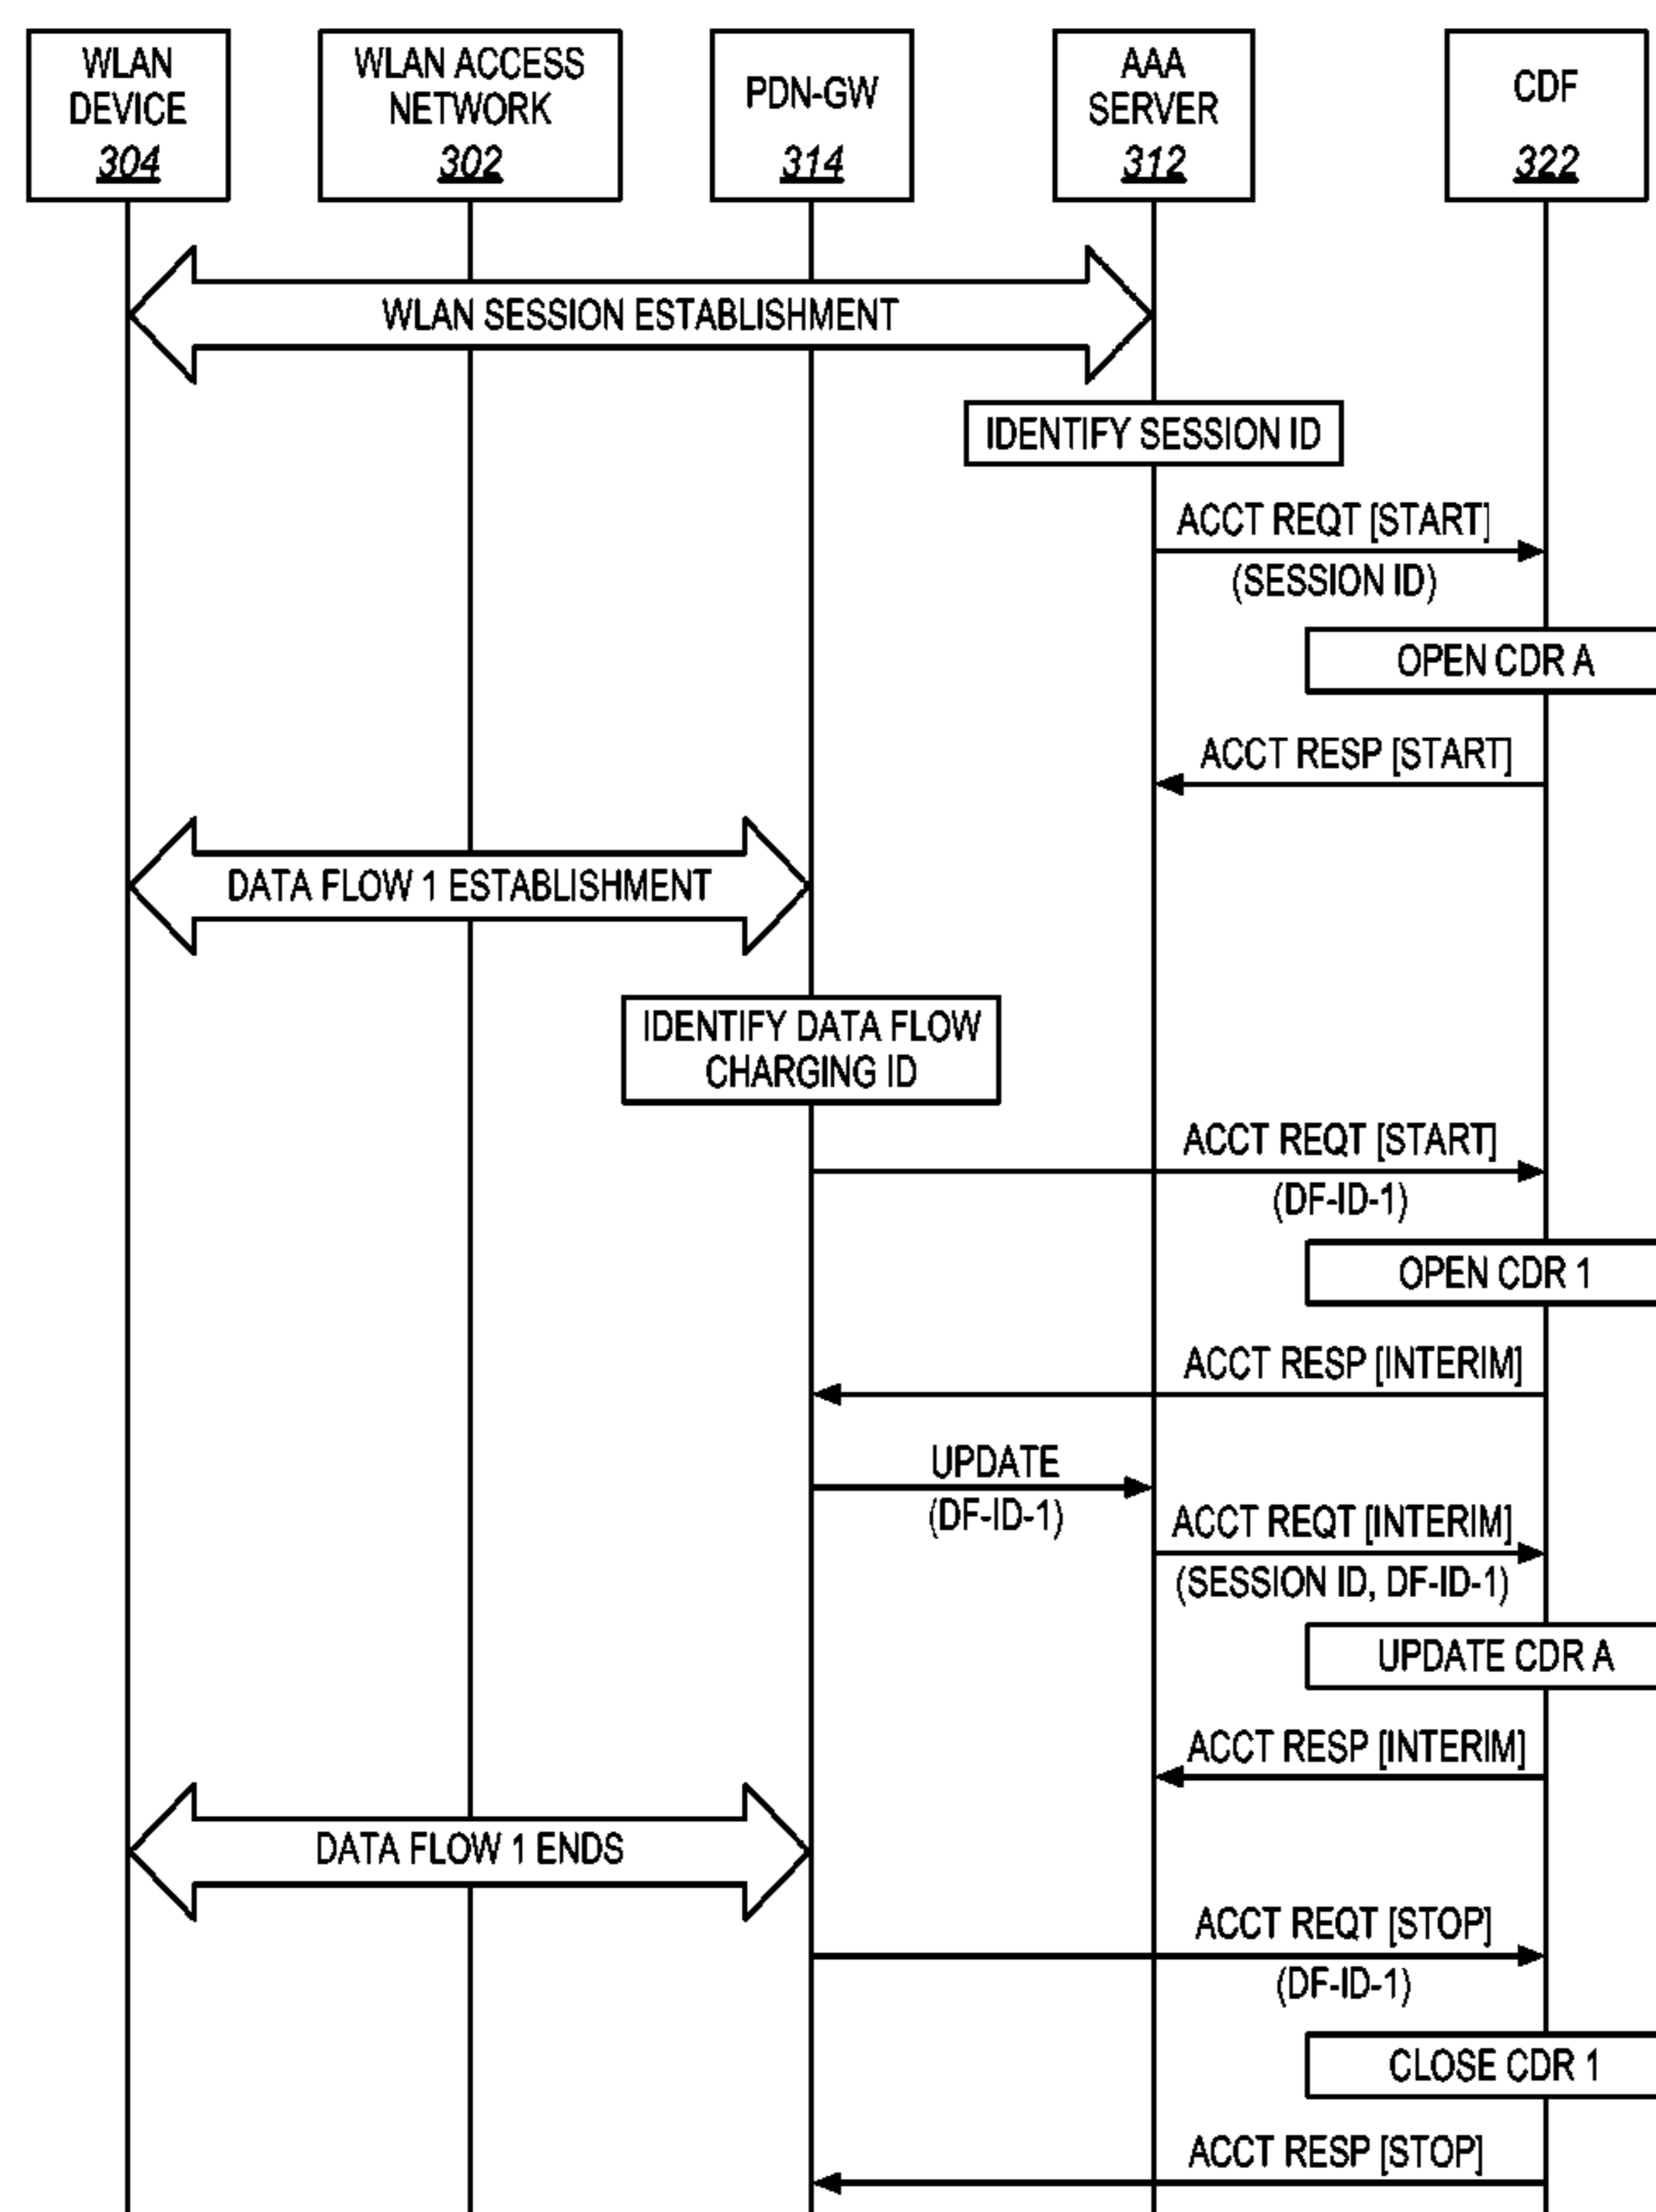 WLAN
DEVICE
304
WLAN ACCESS
NETWORK
302
PDN-GW
314
AAA
SERVER
312
CDF
322
WLAN SESSION ESTABLISHMENT
IDENTIFY SESSION ID
ACCT REQT [START]
(SESSION ID)
OPEN CDR A
ACCT RESP [START]
DATA FLOW 1 ESTABLISHMENT
IDENTIFY DATA FLOW
CHARGING ID
ACCT REQT [START]
(DF-ID-1)
OPEN CDR 1
ACCT RESP [INTERIM]
UPDATE
(DF-ID-1)
ACCT REQT [INTERIM]
(SESSION ID, DF-ID-1)
UPDATE CDR A
ACCT RESP [INTERIM]
DATA FLOW 1 ENDS
ACCT REQT [STOP]
(DF-ID-1)
CLOSE CDR 1
ACCT RESP [STOP]